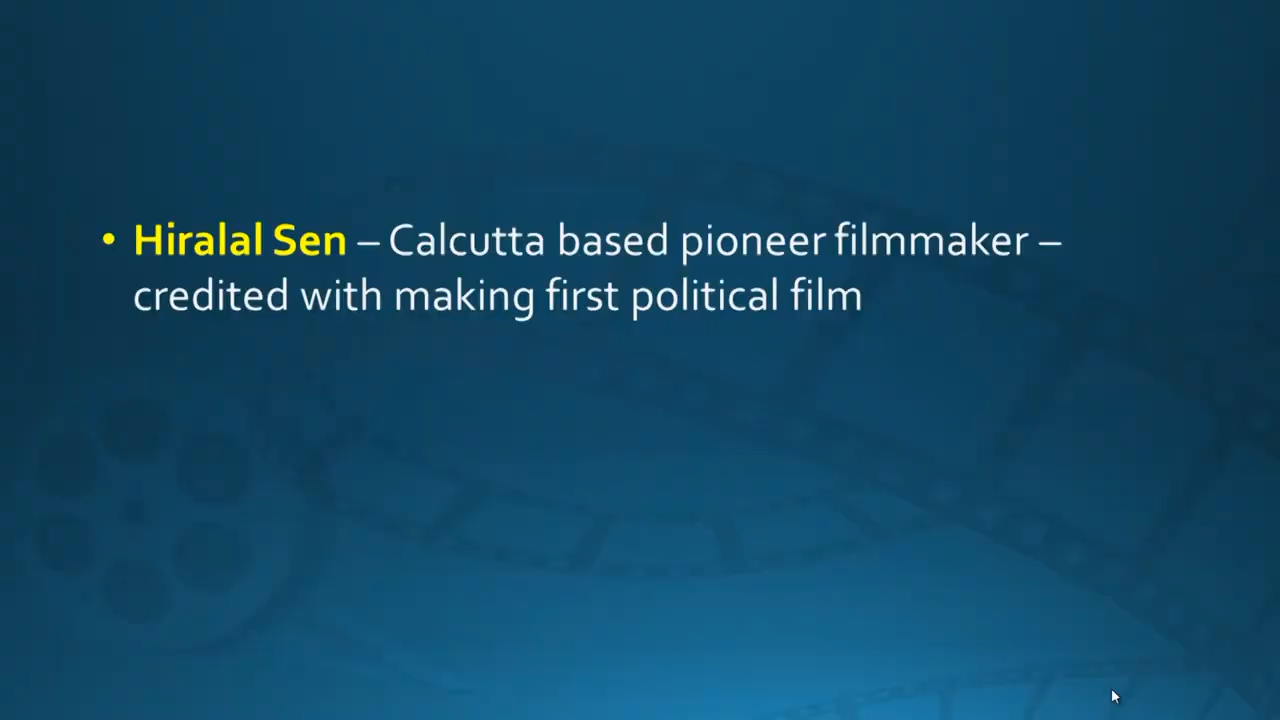 • Hiralal Sen – Calcutta based pioneer filmmaker –
credited with making first political film